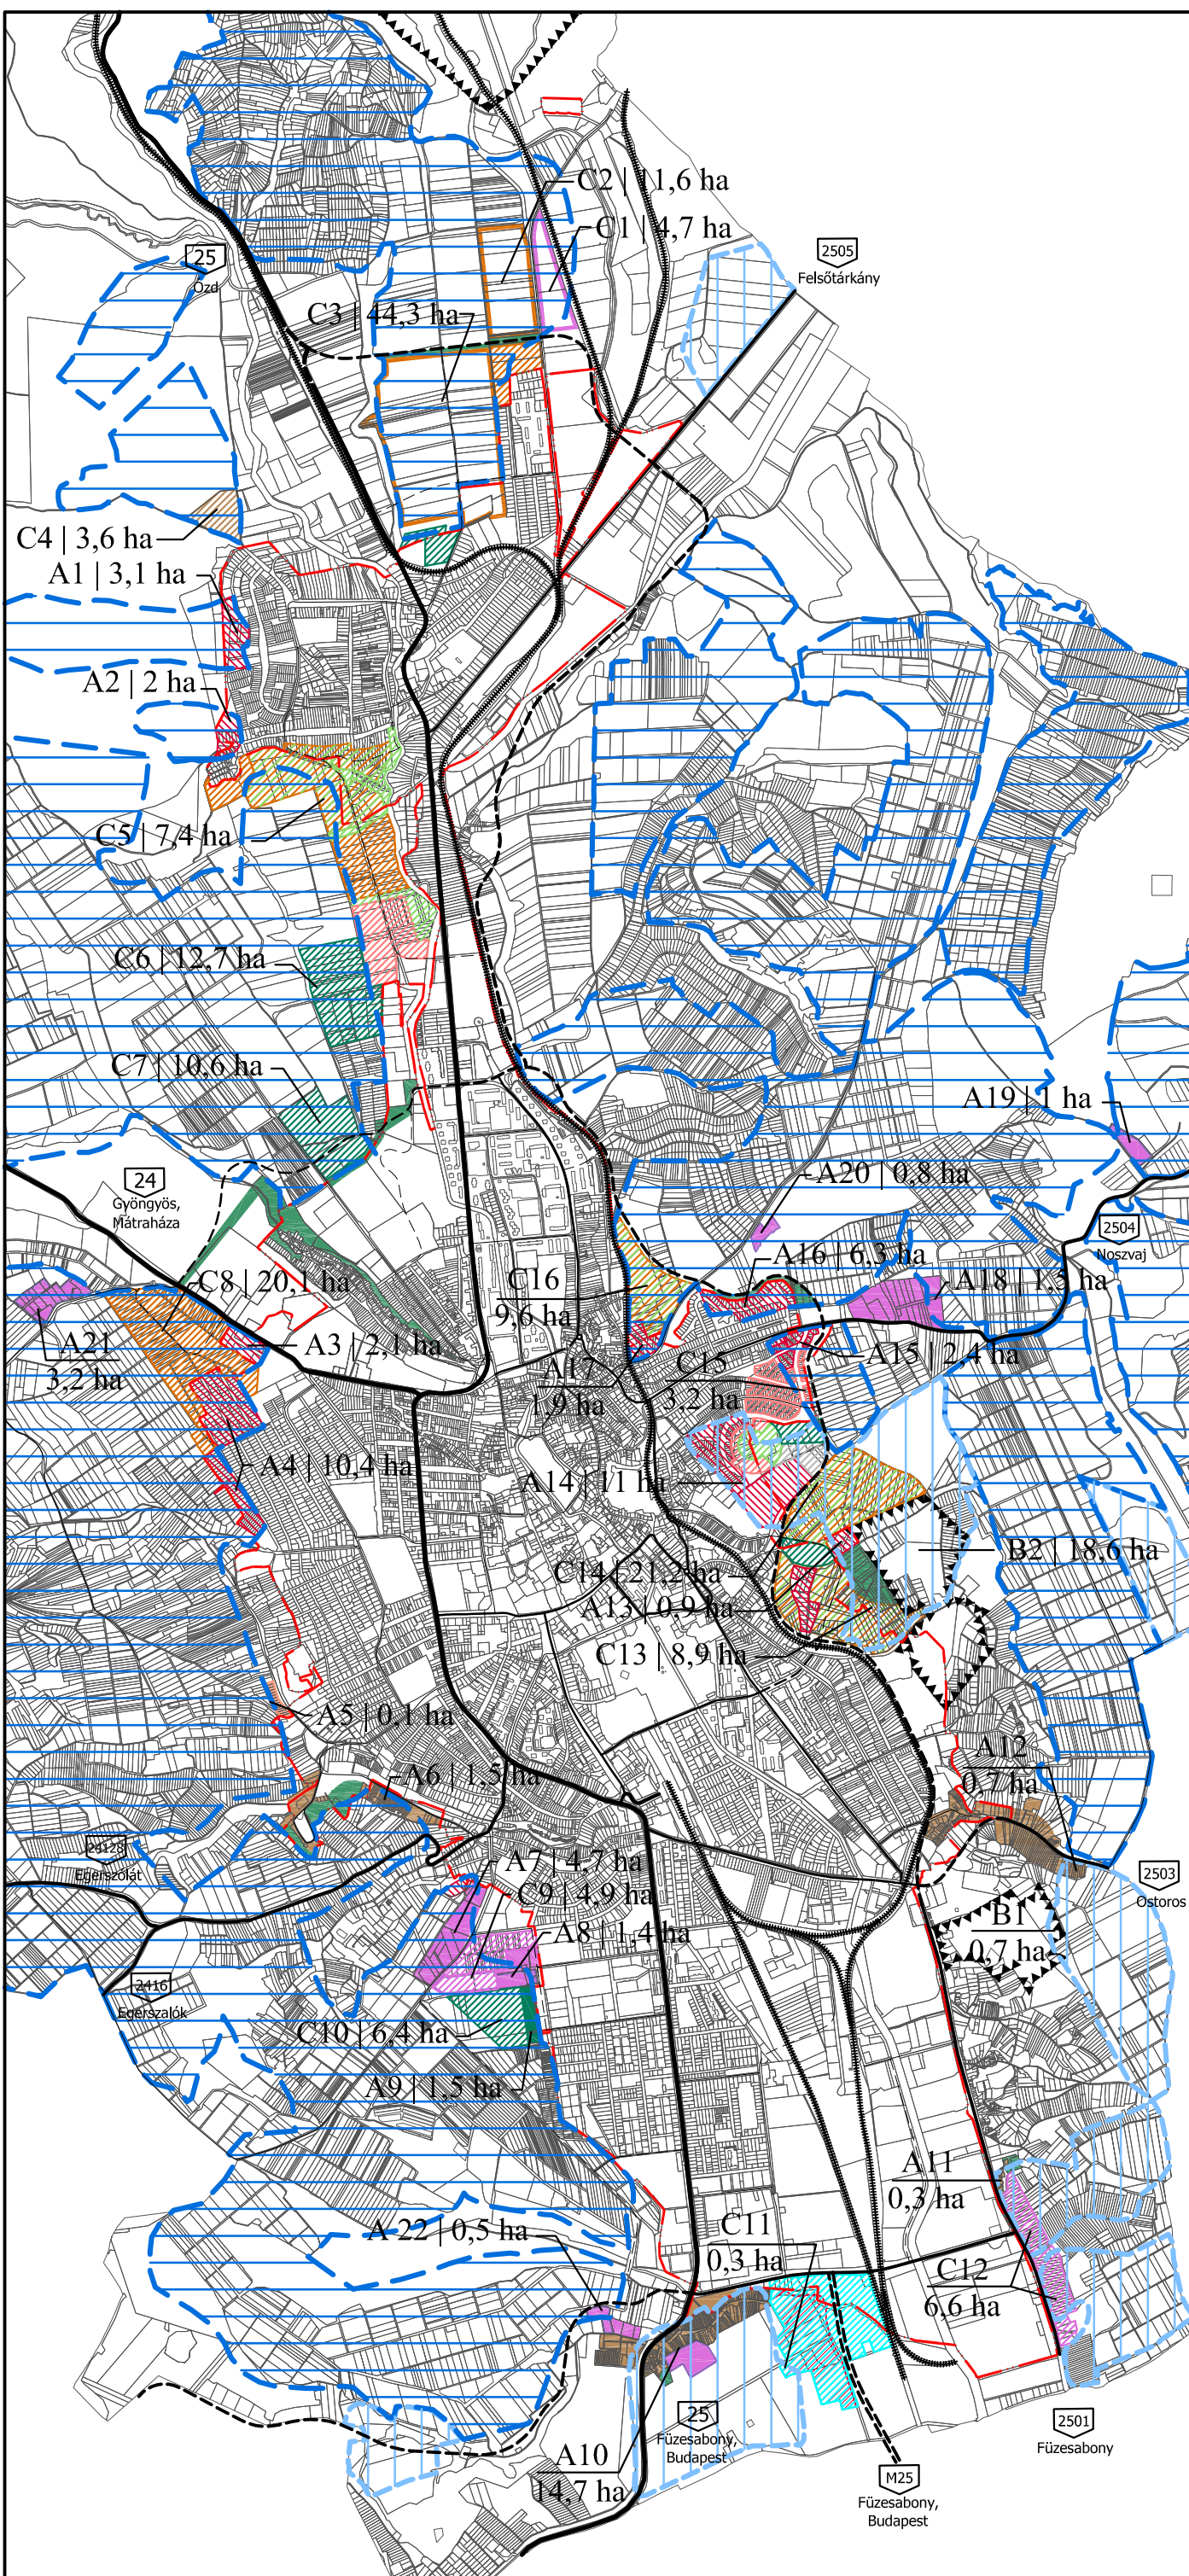 C2 | 11,6 ha
C1 | 4,7 ha
25
Ózd
2505
Felsőtárkány
C3 | 44,3 ha
C4 | 3,6 ha
A1 | 3,1 ha
A2 | 2 ha
C5 | 7,4 ha
C6 | 12,7 ha
C7 | 10,6 ha
A19 | 1 ha
A20 | 0,8 ha
24
Gyöngyös,
Mátraháza
2504
Noszvaj
A16 | 6,3 ha
C8 | 20,1 ha
C16
9,6 ha
A18 | 1,5 ha
A21
3,2 ha
A3 | 2,1 ha
A17
1,9 ha
C15
3,2 ha
A15 | 2,4 ha
A4 | 10,4 ha
A14 | 11 ha
B2 | 18,6 ha
C14 | 21,2 ha
A13 | 0,9 ha
C13 | 8,9 ha
A5 | 0,1 ha
A12
0,7 ha
A6 | 1,5 ha
24128
Egerszólát
A7 | 4,7 ha
C9 | 4,9 ha
A8 | 1,4 ha
2503
Ostoros
B1
0,7 ha
2416
Egerszalók
C10 | 6,4 ha
A9 | 1,5 ha
A11
0,3 ha
A 22 | 0,5 ha
C11
0,3 ha
C12
6,6 ha
25
Füzesabony,
Budapest
2501
Füzesabony
A10
14,7 ha
M25
Füzesabony,
Budapest